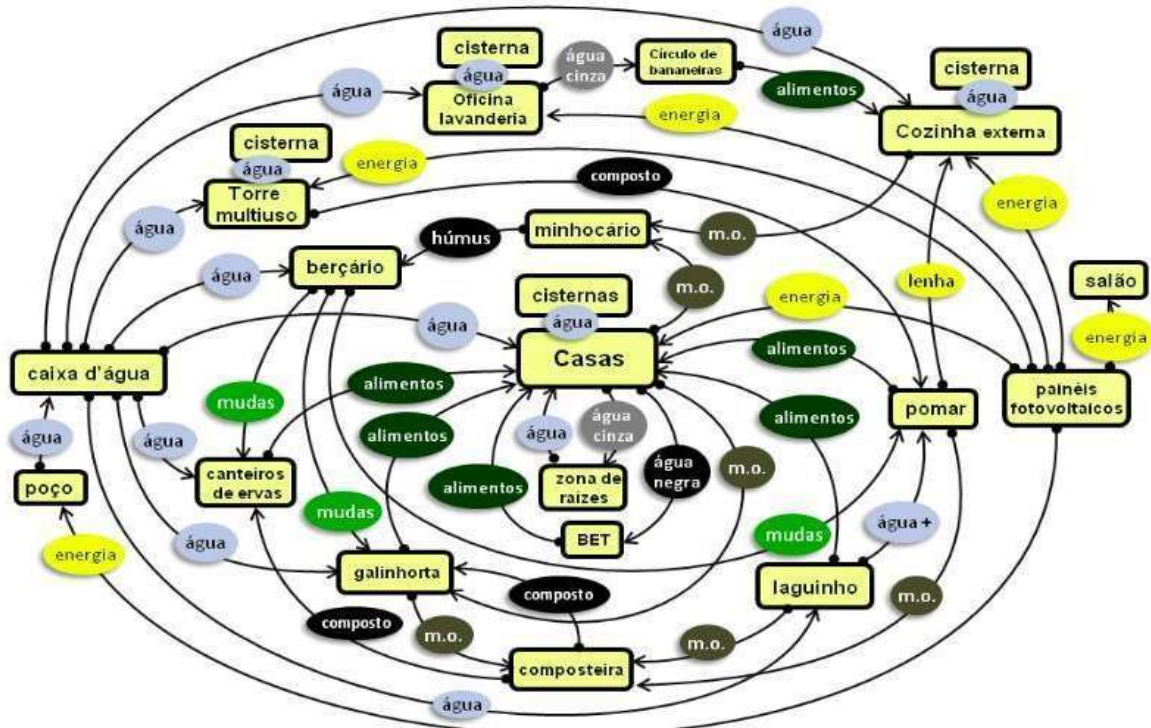 água
cisterna
água
Oficina
lavanderia
água
cinza
Círculo de
bananeiras
alimentos
cisterna
água
Cozinha externa
água
energia
cisterna
água
Torre
multiuso
energia
composto
energia
água
minhocário
húmus
m.o.
berçário
água
lenha
m.o.
salão
cisternas
água
Casas
energia
energia
água
caixa d'água
alimentos
alimentos
painéis
fotovoltaicos
pomar
mudas
água
água
alimentos
água
água
cinza
alimentos
água
negra
m.o.
canteiros
de ervas
poço
alimentos
zona de
raízes
mudas
água +
BET
mudas
energia
água
galinhorta
laguinho
composto
m.o.
composto
m.o.
m.o.
composteira
água